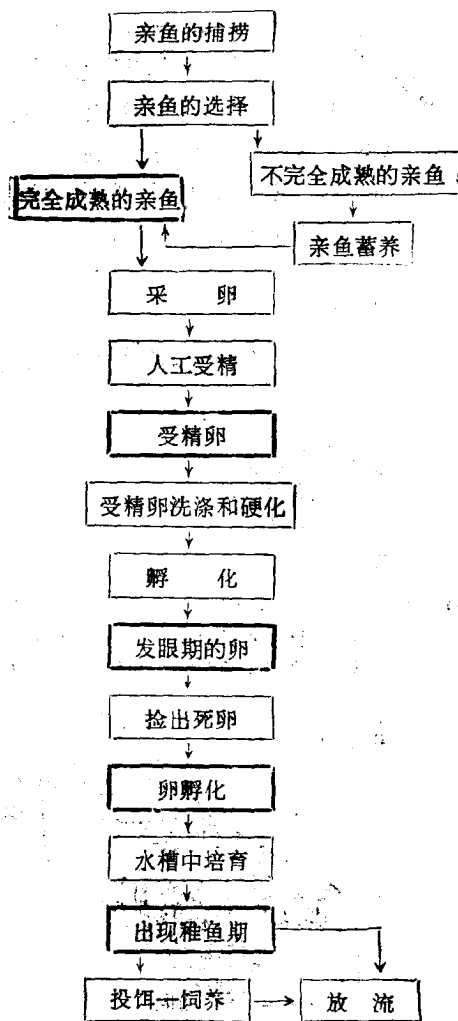 亲鱼的捕捞
亲鱼的选择
不完全成熟的亲鱼
完全成熟的亲鱼
亲鱼蓄养
采 卵
人工受精
受精卵
受精卵洗涤和硬化
孵 化
发眼期的卵
捡出死卵
卵孵化
水槽中培育
出现稚鱼期
投饵—饲养
放 流